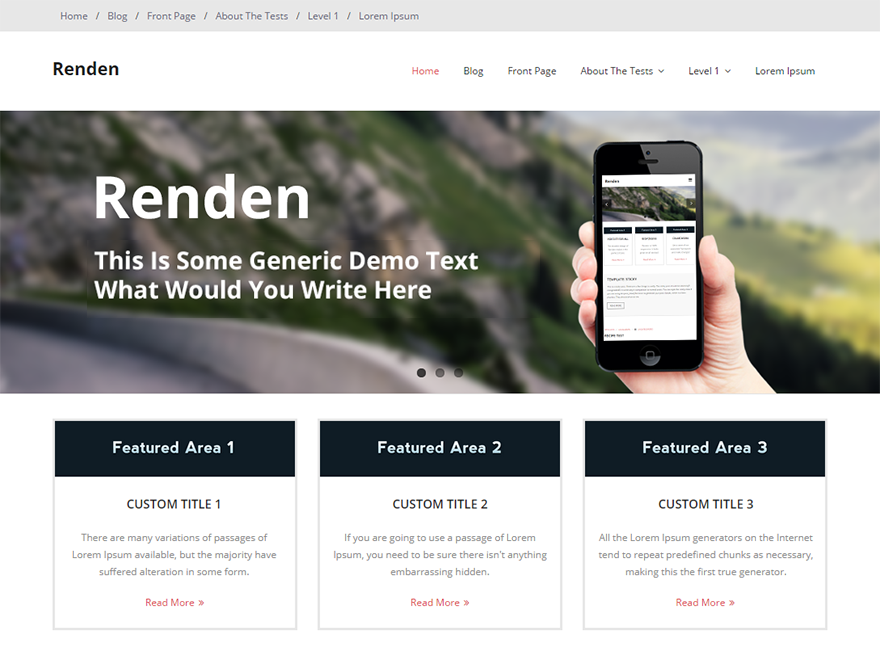 Home / Blog / Front Page / About The Tests / Level 1 / Lorem Ipsum
Renden
Home Blog Front Page About The Tests Level 1 Lorem Ipsum
Renden
This Is Some Generic Demo Text
What Would You Write Here
Renden
Featured Area 1
CUSTOM TITLE 1
There are many variations of passages of
Lorem Ipsum available, but the majority have
suffered alteration in some form.
Read More »
Featured Area 2
CUSTOM TITLE 2
If you are going to use a passage of Lorem
Ipsum, you need to be sure there isn't anything
embarrassing hidden.
Read More »
Featured Area 3
CUSTOM TITLE 3
All the Lorem Ipsum generators on the Internet
tend to repeat predefined chunks as necessary,
making this the first true generator.
Read More »